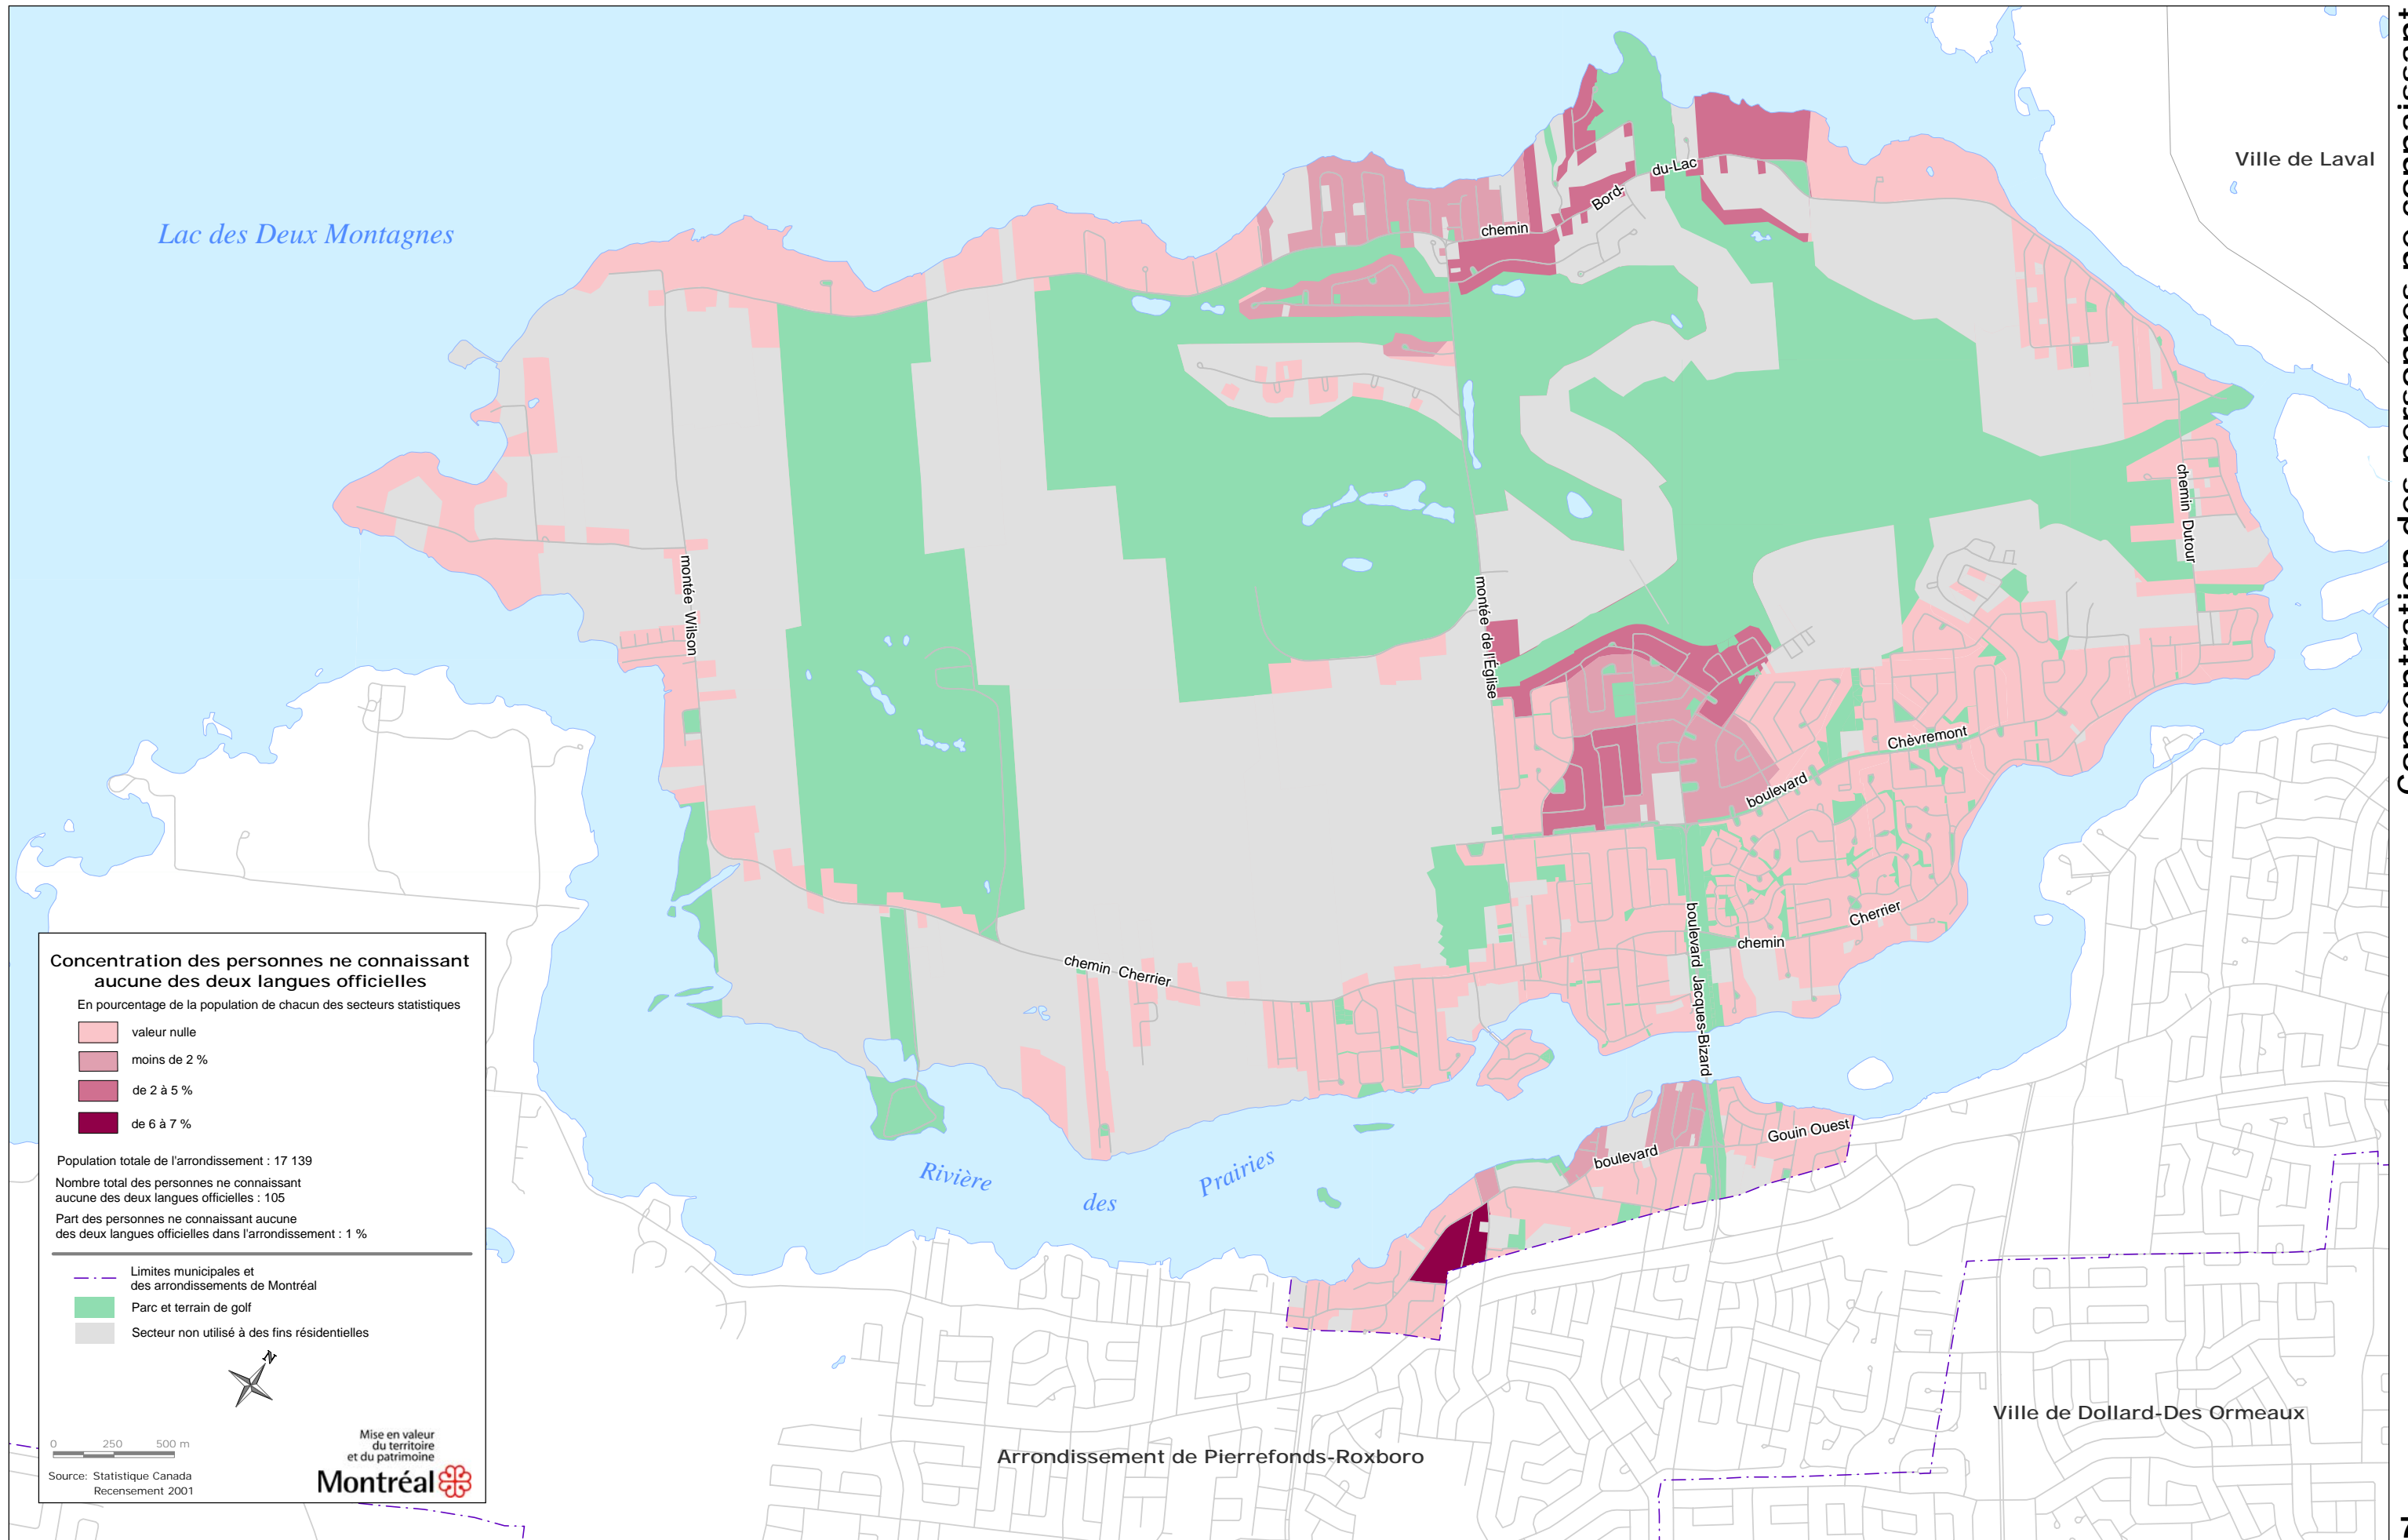 Ville de Laval
Lac des Deux Montagnes
du-Lac
Bord-
chemin
chemin Dutour
montée Wilson
montée de l'Église
Chèvremont
boulevard
Cherrier
chemin
boulevard Jacques-Bizard
chemin Cherrier
Gouin Ouest
boulevard
Rivière
des
Prairies
Concentration des personnes ne connaissant
aucune des deux langues officielles
En pourcentage de la population de chacun des secteurs statistiques
valeur nulle
moins de 2 %
de 2 à 5 %
de 6 à 7 %
Population totale de l'arrondissement : 17 139
Nombre total des personnes ne connaissant
aucune des deux langues officielles : 105
Part des personnes ne connaissant aucune
des deux langues officielles dans l'arrondissement : 1 %
Limites municipales et
des arrondissements de Montréal
Parc et terrain de golf
Secteur non utilisé à des fins résidentielles
N
0 250 500 m
Source: Statistique Canada
Recensement 2001
Mise en valeur
du territoire
et du patrimoine
Montréal
Arrondissement de Pierrefonds-Roxboro
Ville de Dollard-Des Ormeaux